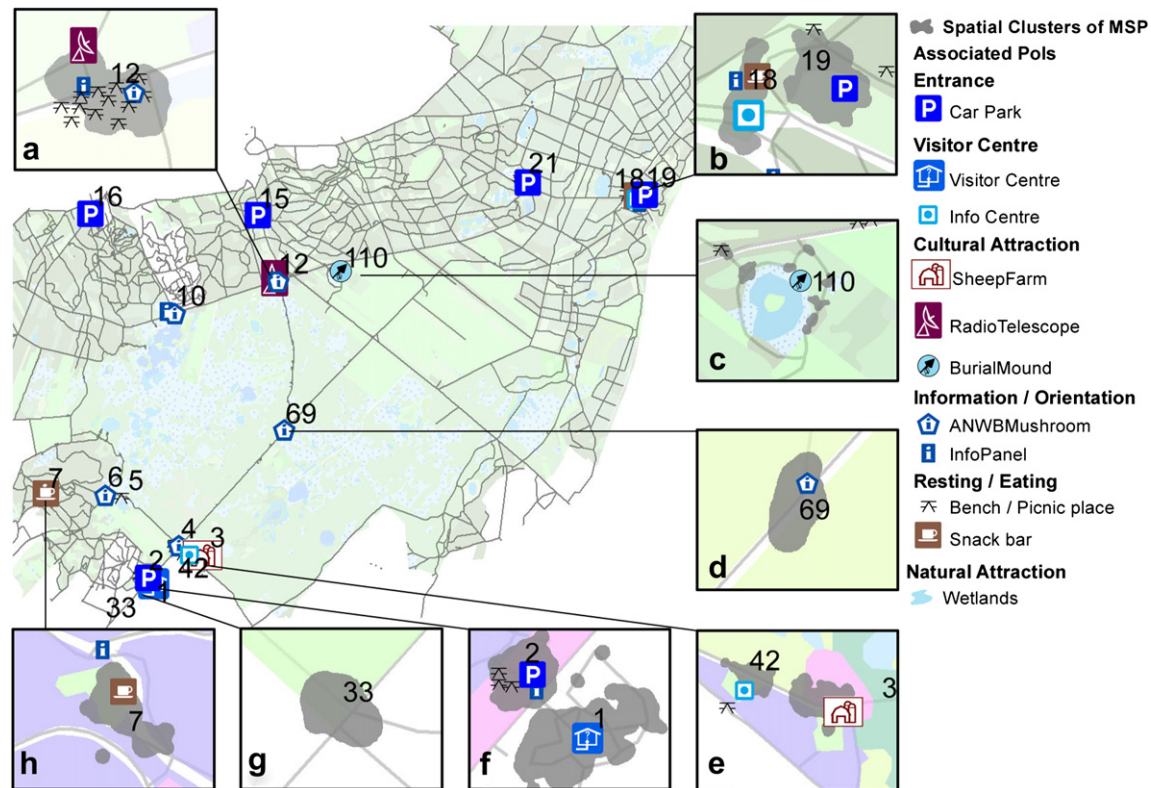 a
12
b
18
19
Spatial Clusters of MSP
Associated PoIs
Entrance
P Car Park
Visitor Centre
Visitor Centre
Info Centre
Cultural Attraction
SheepFarm
RadioTelescope
BurialMound
Information / Orientation
i ANWBMushroom
i InfoPanel
Resting / Eating
Bench / Picnic place
Snack bar
Natural Attraction
Wetlands
16
P
15
P
21
P
18
19
P
12
i
110
10
i
110
c
69
i
i
69
d
7
6
i
5
4
i
3
42
2
P
1
33
i
7
h
33
g
2
P
i
1
f
42
3
e